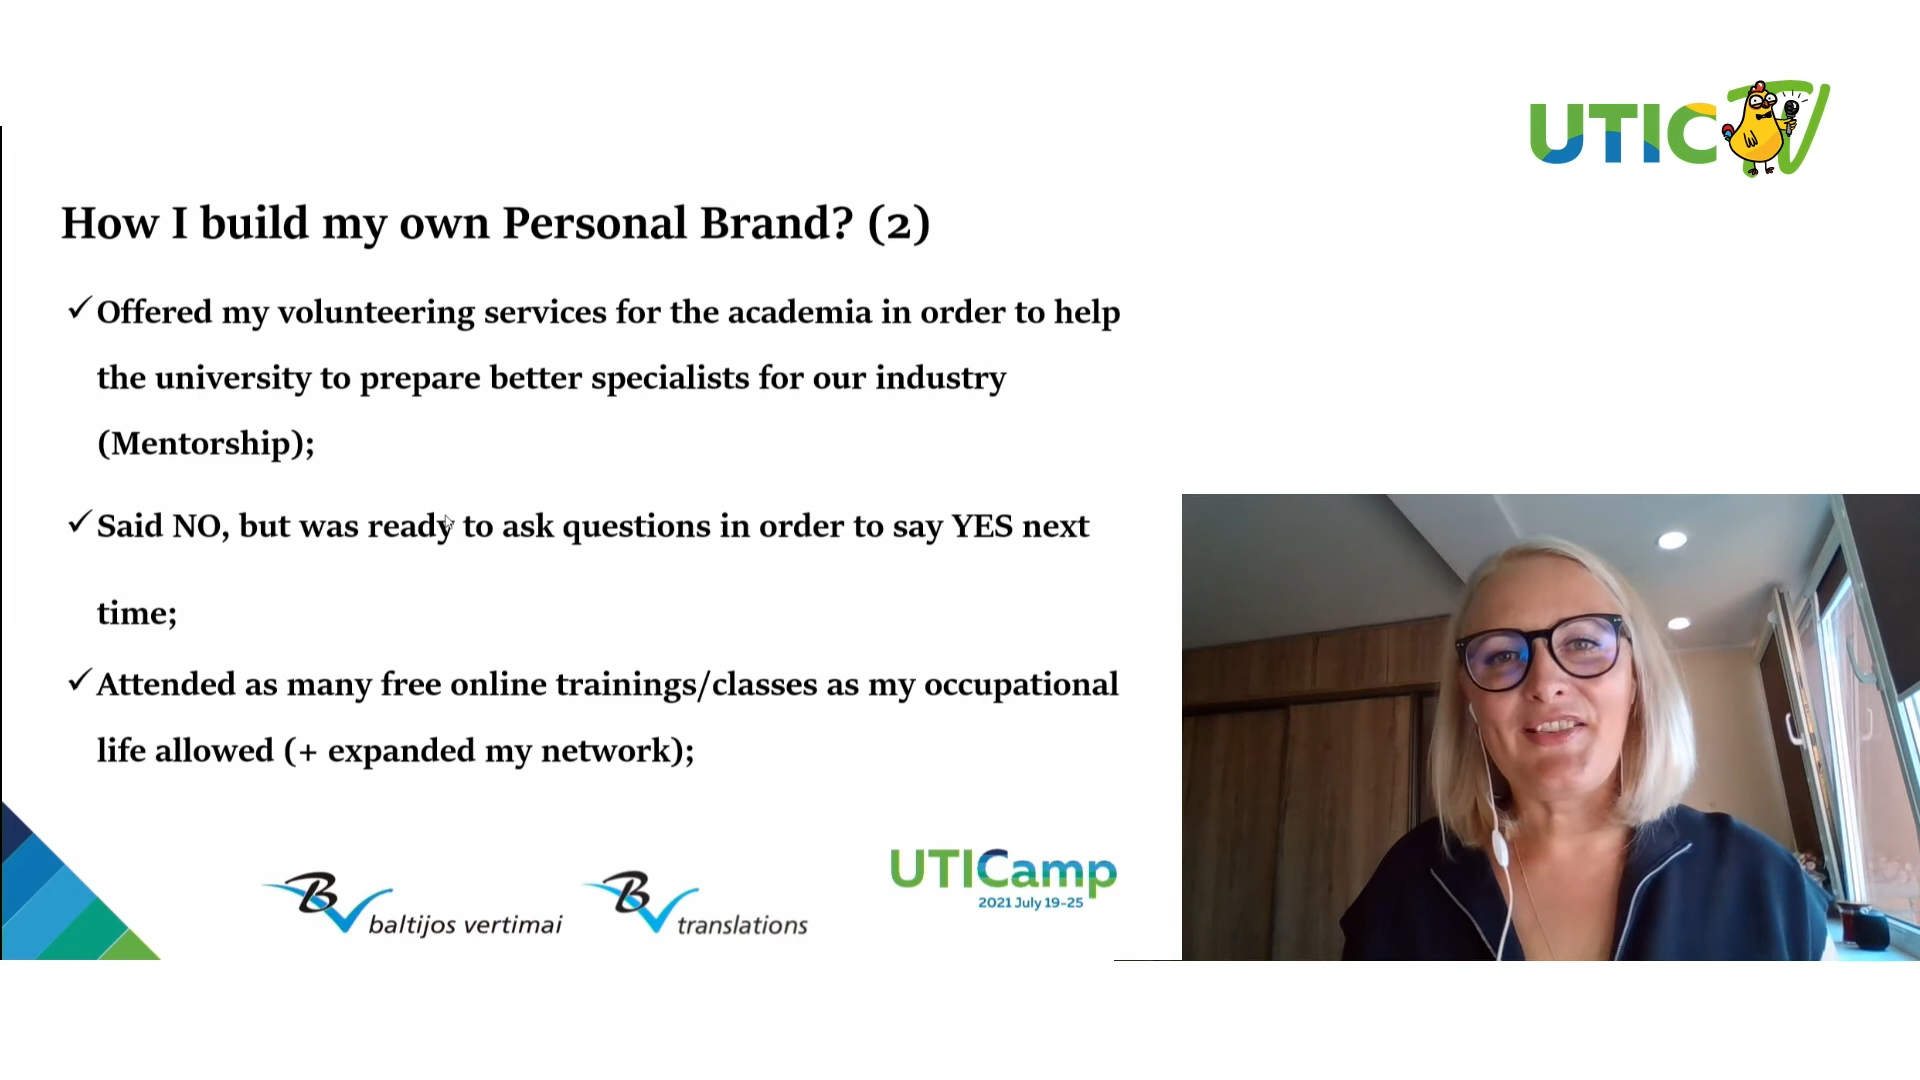 UTIC TV
How I build my own Personal Brand? (2)
✓ Offered my volunteering services for the academia in order to help
the university to prepare better specialists for our industry
(Mentorship);
✓ Said NO, but was ready to ask questions in order to say YES next
time;
✓ Attended as many free online trainings/classes as my occupational
life allowed (+ expanded my network);
BV baltijos vertimai
BV translations
UTICamp
2021 July 19-25